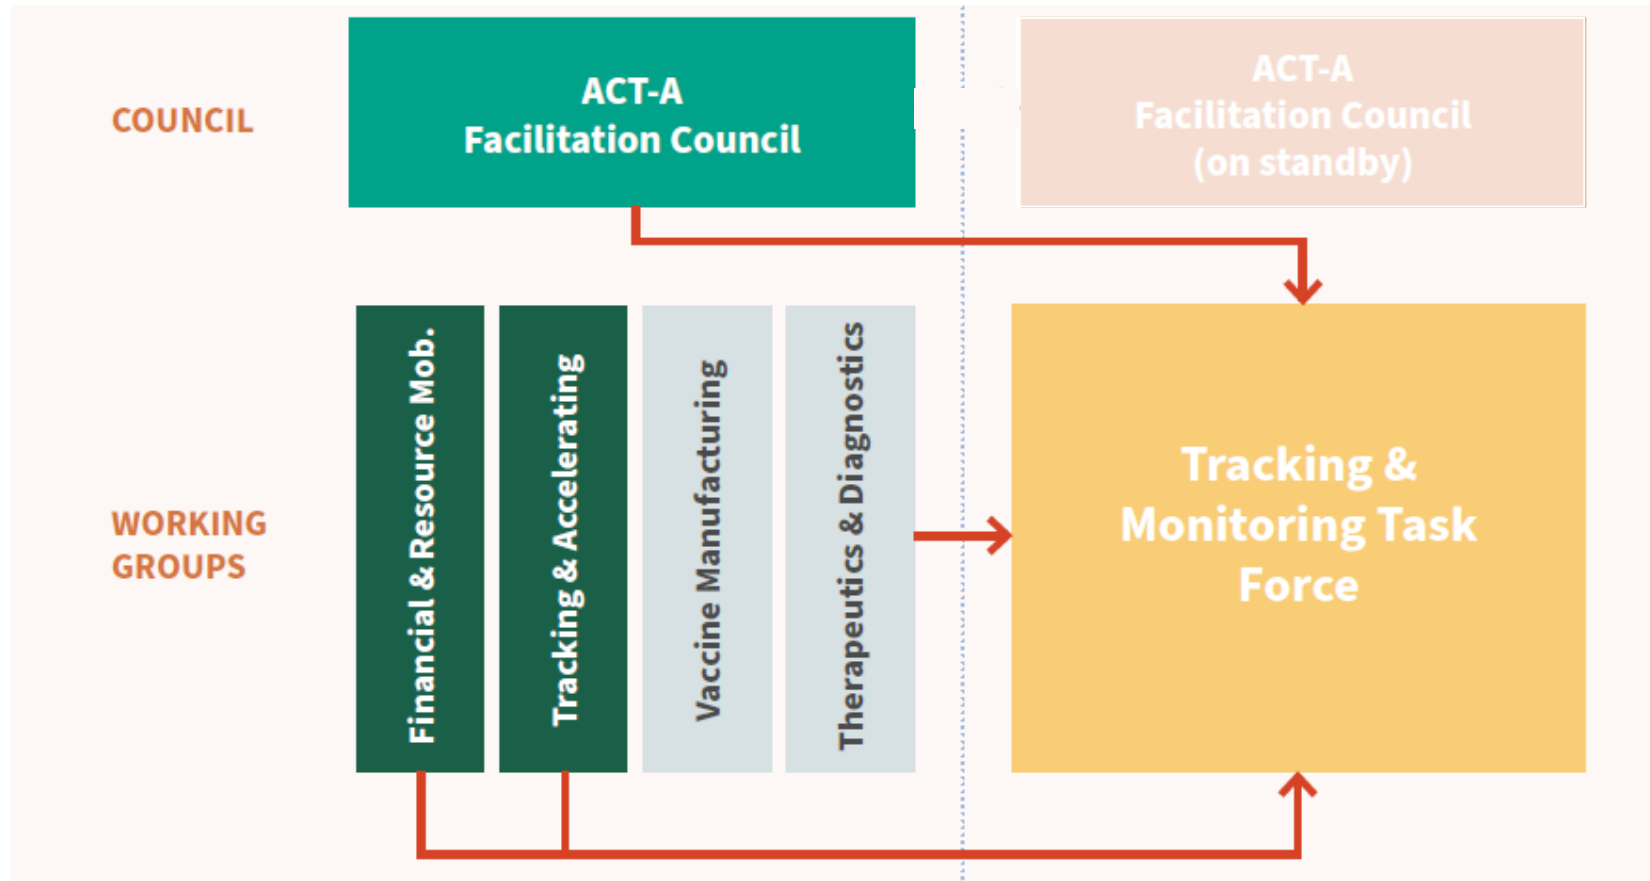 COUNCIL
ACT-A
Facilitation Council
ACT-A
Facilitation Council
(on standby)
WORKING
GROUPS
Financial & Resource Mob.
Tracking & Accelerating
Vaccine Manufacturing
Therapeutics & Diagnostics
Tracking &
Monitoring Task
Force